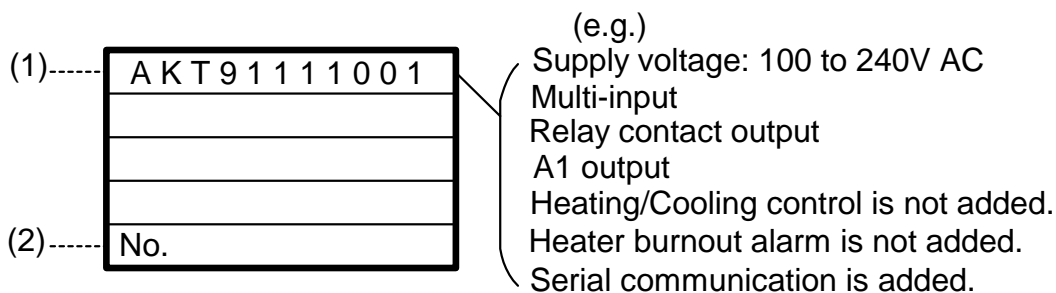 (e.g.)
(1) AKT91111001
Supply voltage: 100 to 240V AC
Multi-input
Relay contact output
A1 output
Heating/Cooling control is not added.
(2) No.
Heater burnout alarm is not added.
Serial communication is added.